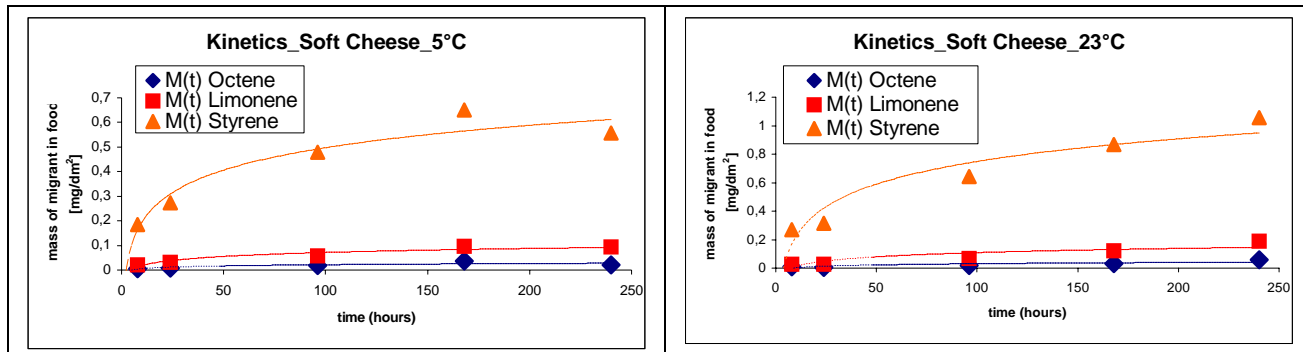 Kinetics_Soft Cheese_5°C
M(t) Octene
M(t) Limonene
M(t) Styrene
mass of migrant in food
[mg/dm²]
0,7
0,6
0,5
0,4
0,3
0,2
0,1
0
0 50 100 150 200 250
time (hours)
Kinetics_Soft Cheese_23°C
M(t) Octene
M(t) Limonene
M(t) Styrene
mass of migrant in food
[mg/dm²]
1,2
1
0,8
0,6
0,4
0,2
0
0 50 100 150 200 250
time (hours)